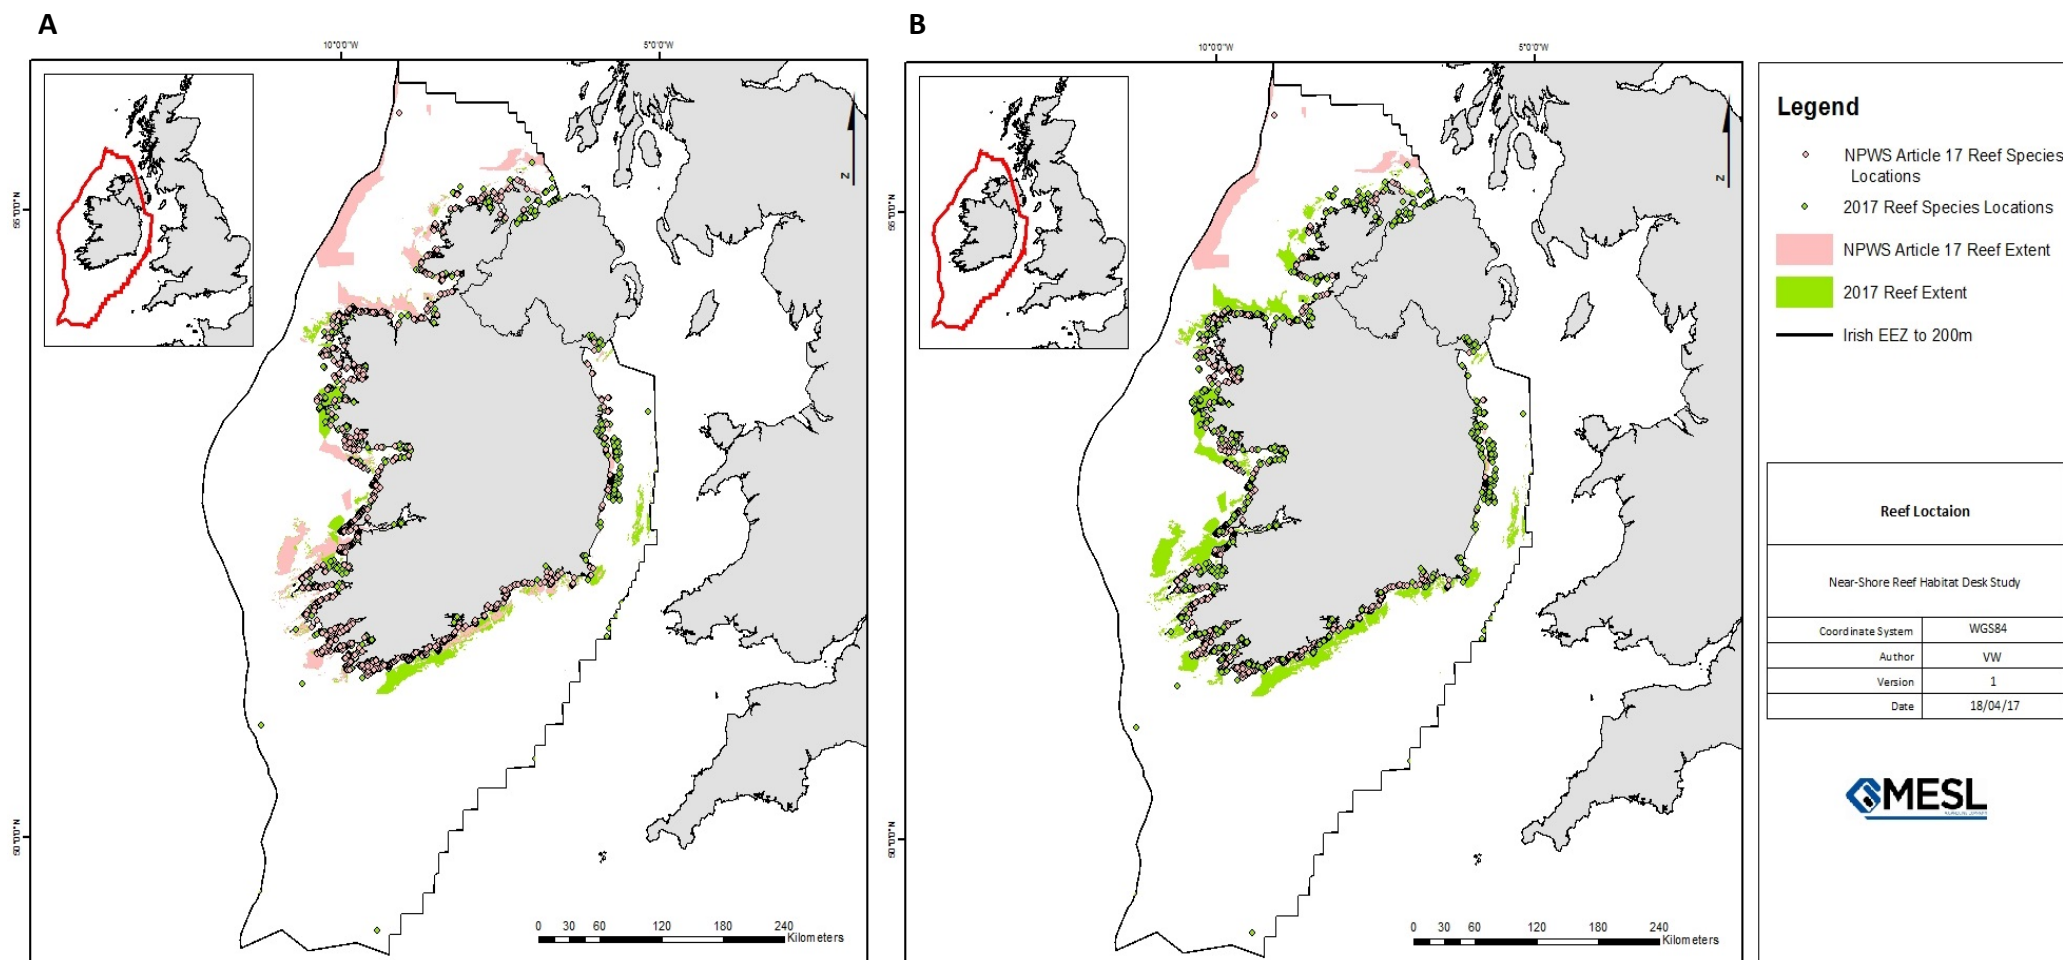 A
B
10°0'0"W
5°0'0"W
10°0'0"W
5°0'0"W
55°0'0"N
50°0'0"N
55°0'0"N
50°0'0"N
N
N
0 30 60 120 180 240
Kilometers
0 30 60 120 180 240
Kilometers
Legend
NPWS Article 17 Reef Species
Locations
2017 Reef Species Locations
NPWS Article 17 Reef Extent
2017 Reef Extent
Irish EEZ to 200m
Reef Loctaion
Near-Shore Reef Habitat Desk Study
Coordinate System WGS84
Author VW
Version 1
Date 18/04/17
MESL